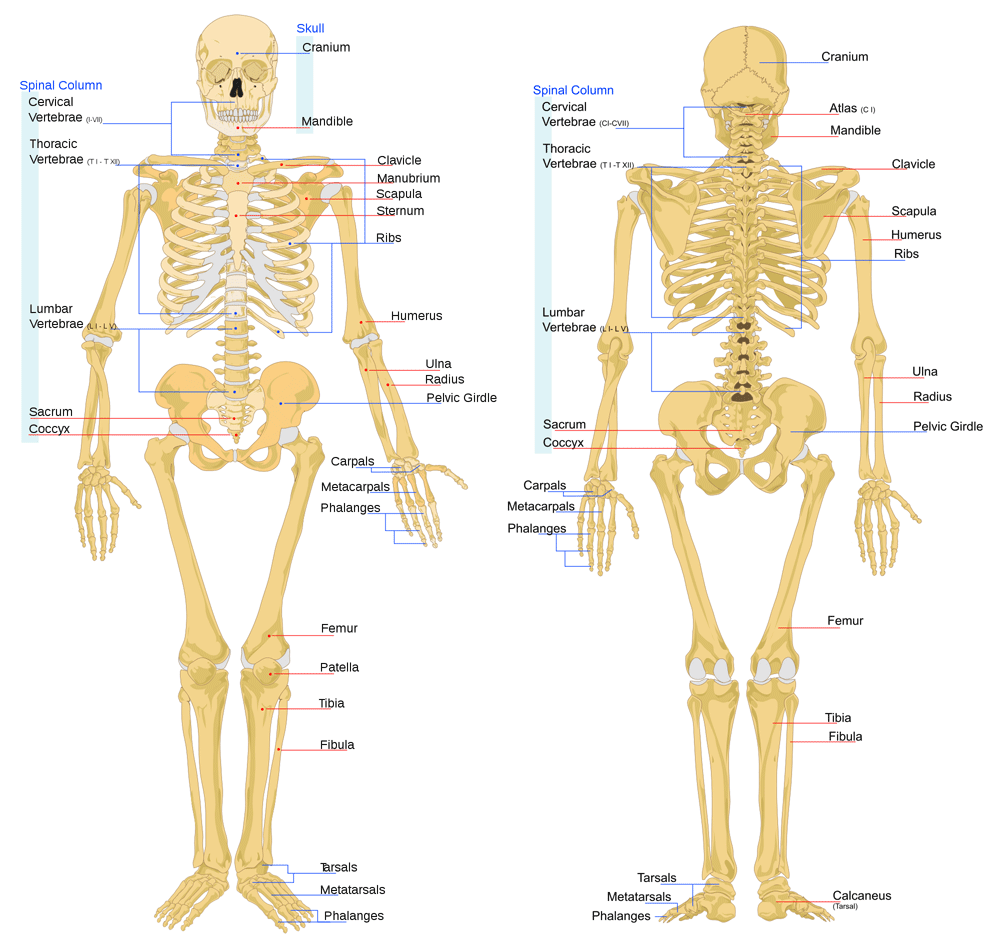 Skull
Cranium
Spinal Column
Cervical
Vertebrae (I-VII)
Mandible
Thoracic
Vertebrae (T I - T XI)
Clavicle
Manubrium
Scapula
Sternum
Ribs
Lumbar
Vertebrae (L I - L V)
Humerus
Ulna
Radius
Pelvic Girdle
Sacrum
Coccyx
Carpals
Metacarpals
Phalanges
Femur
Patella
Tibia
Fibula
Tarsals
Metatarsals
Phalanges
Cranium
Spinal Column
Cervical
Vertebrae (CI-CVII)
Atlas (C I)
Mandible
Thoracic
Vertebrae (T I -T XII)
Clavicle
Scapula
Humerus
Ribs
Lumbar
Vertebrae (L I- L V)
Ulna
Radius
Pelvic Girdle
Sacrum
Coccyx
Carpals
Metacarpals
Phalanges
Femur
Tibia
Fibula
Tarsals
Metatarsals
Phalanges
Calcaneus
(Tarsal)